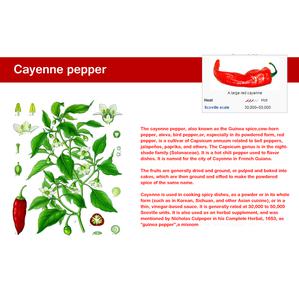 Cayenne pepper
A large red cayenne
Heat Hot
Scoville scale 30,000–50,000
The cayenne pepper, also known as the Guinea spice,cow-horn
pepper, aleva, bird pepper,or, especially in its powdered form, red
pepper, is a cultivar of Capsicum annuum related to bell peppers,
jalapeños, paprika, and others. The Capsicum genus is in the night-
shade family (Solanaceae). It is a hot chili pepper used to flavor
dishes. It is named for the city of Cayenne in French Guiana.
The fruits are generally dried and ground, or pulped and baked into
cakes, which are then ground and sifted to make the powdered
spice of the same name.
Cayenne is used in cooking spicy dishes, as a powder or in its whole
form (such as in Korean, Sichuan, and other Asian cuisine), or in a
thin, vinegar-based sauce. It is generally rated at 30,000 to 50,000
Scoville units. It is also used as an herbal supplement, and was
mentioned by Nicholas Culpeper in his Complete Herbal, 1653, as
"guinea pepper",a misnom